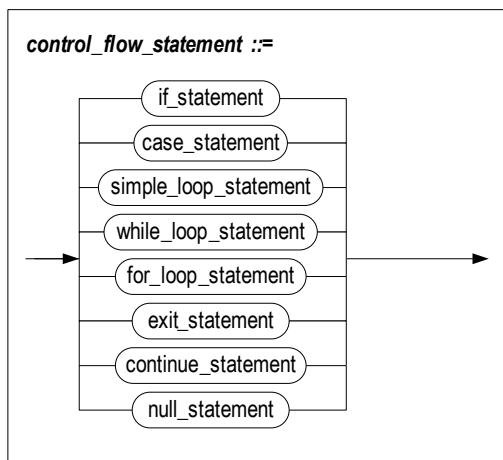 control_flow_statement ::=
if_statement
case_statement
simple_loop_statement
while_loop_statement
for_loop_statement
exit_statement
continue_statement
null_statement